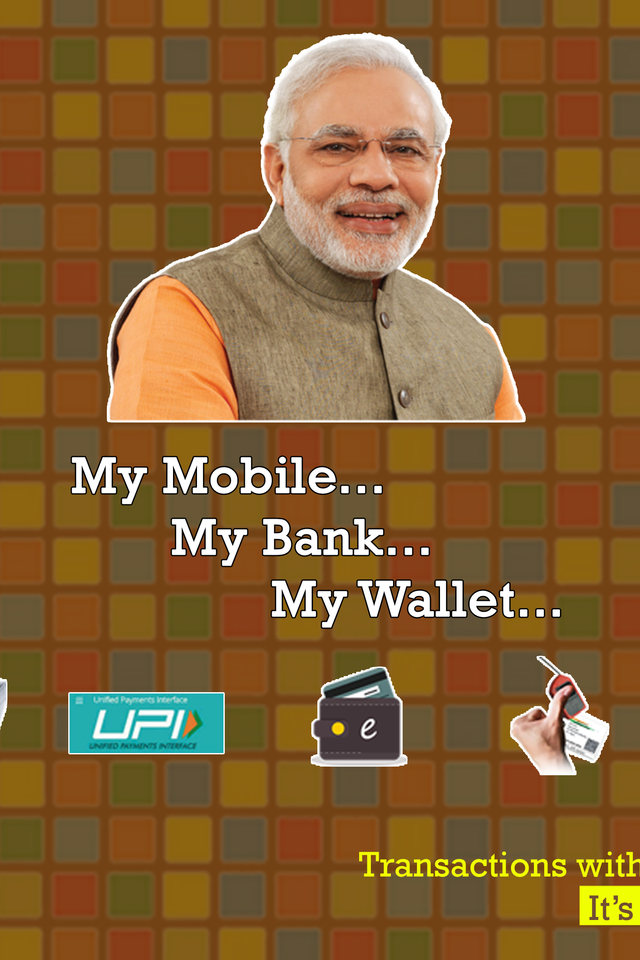 My Mobile...
My Bank...
My Wallet...
Unified Payments Interface
UPI
UNIFIED PAYMENTS INTERFACE
e
Transactions with
It's